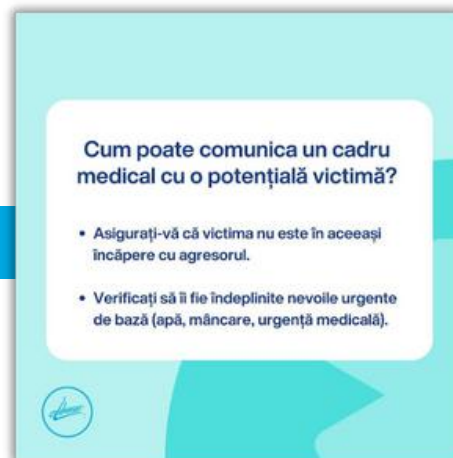 Cum poate comunica un cadru
medical cu o potențială victimă?
• Asigurați-vă că victima nu este în aceeași
încăpere cu agresorul.
• Verificați să îi fie îndeplinite nevoile urgente
de bază (apă, mâncare, urgență medicală).